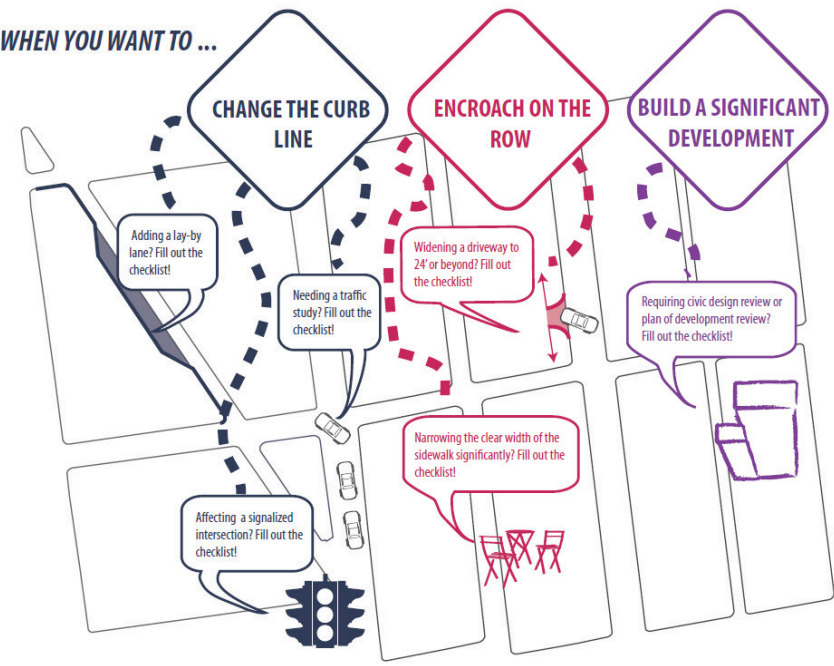 WHEN YOU WANT TO ...
CHANGE THE CURB
LINE
ENCROACH ON THE
ROW
BUILD A SIGNIFICANT
DEVELOPMENT
Adding a lay-by
lane? Fill out the
checklist!
Needing a traffic
study? Fill out the
checklist!
Affecting a signalized
intersection? Fill out the
checklist!
Widening a driveway to
24' or beyond? Fill out
the checklist!
Narrowing the clear width of the
sidewalk significantly? Fill out the
checklist!
Requiring civic design review or
plan of development review?
Fill out the checklist!